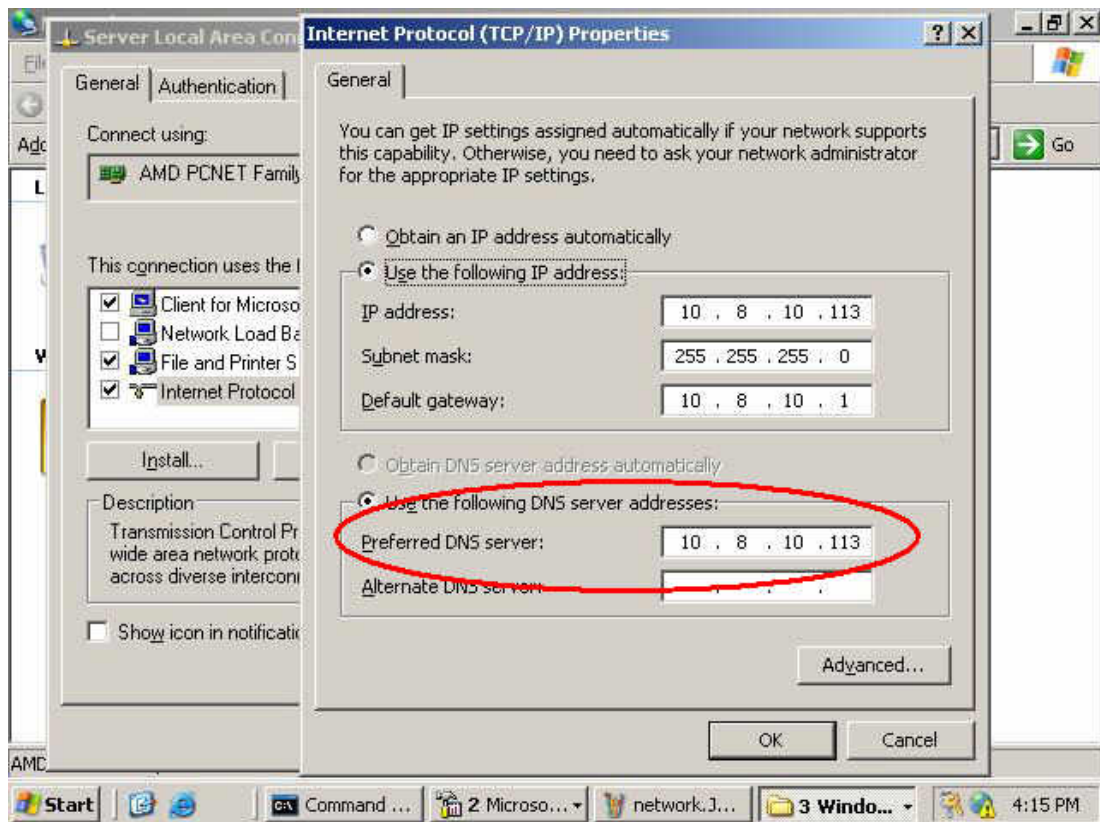 Server Local Area Con
Internet Protocol (TCP/IP) Properties
General
Authentication
General
Connect using:
AMD PCNET Family
You can get IP settings assigned automatically if your network supports
this capability. Otherwise, you need to ask your network administrator
for the appropriate IP settings.
Go
Obtain an IP address automatically
This connection uses the
Use the following IP address:
Client for Microso
IP address: 10 . 8 . 10 . 113
Network Load Ba
Subnet mask: 255 . 255 . 255 . 0
File and Printer S
Internet Protocol
Default gateway: 10 . 8 . 10 . 1
Install...
Obtain DNS server address automatically
Description
Use the following DNS server addresses:
Transmission Control Pr
wide area network proto
across diverse interconn
Preferred DNS server: 10 . 8 . 10 . 113
Alternate DNS server: . . .
Show icon in notificatio
Advanced...
OK
Cancel
AMD
Start
Command ...
2 Microso...
network.J...
3 Windo...
4:15 PM